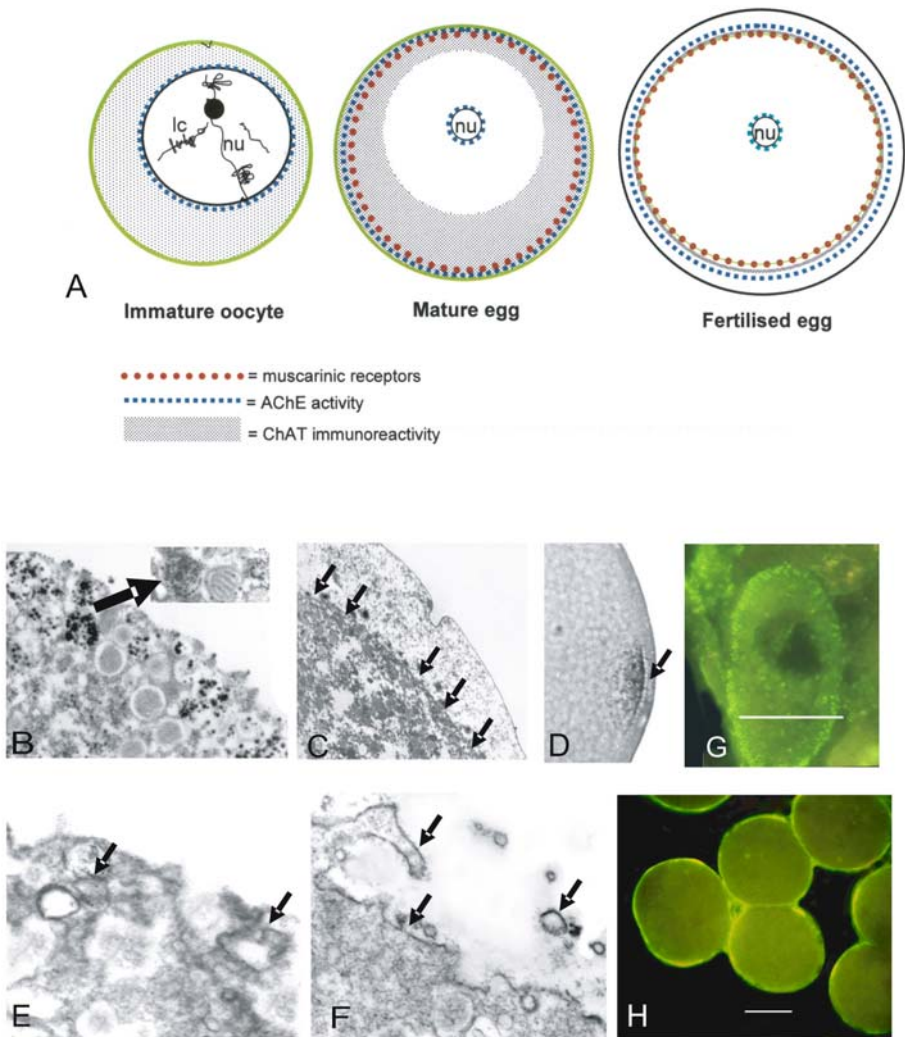 lc
nu
nu
nu
A
Immature oocyte
Mature egg
Fertilised egg
= muscarinic receptors
= AChE activity
= ChAT immunoreactivity
B
C
D
G
E
F
H